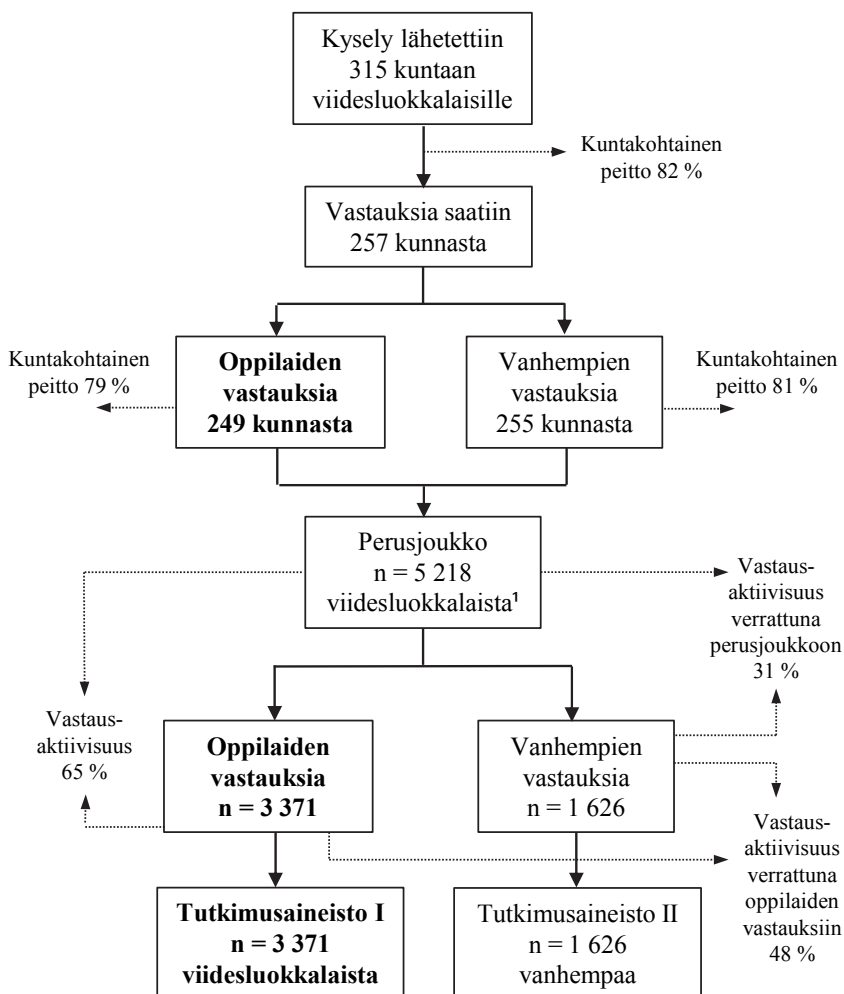 Kysely lähetettiin
315 kuntaan
viidesluokkalaisille
Kuntakohtainen
peitto 82 %
Vastauksia saatiin
257 kunnasta
Kuntakohtainen
peitto 79 %
Oppilaiden
vastauksia
249 kunnasta
Vanhempien
vastauksia
255 kunnasta
Kuntakohtainen
peitto 81 %
Perusjoukko
n = 5 218
viidesluokkalaista¹
Vastaus-
aktiivisuus
verrattuna
perusjoukkoon
31 %
Vastaus-
aktiivisuus
65 %
Oppilaiden
vastauksia
n = 3 371
Vanhempien
vastauksia
n = 1 626
Vastaus-
aktiivisuus
verrattuna
oppilaiden
vastauksiin
48 %
Tutkimusaineisto I
n = 3 371
viidesluokkalaista
Tutkimusaineisto II
n = 1 626
vanhempaa